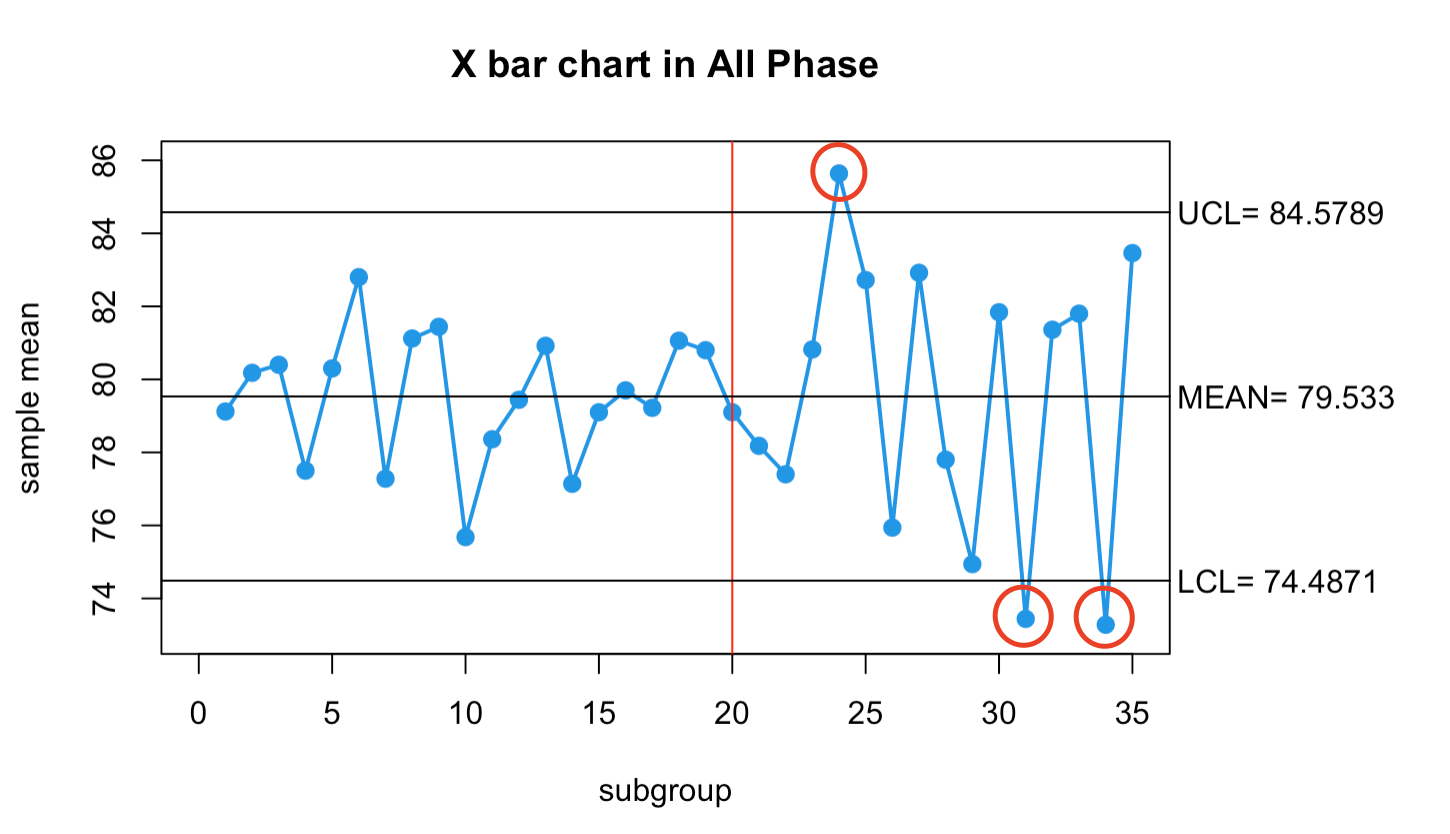 X bar chart in All Phase
86
84
82
80
78
76
74
sample mean
UCL= 84.5789
MEAN= 79.533
LCL= 74.4871
0 5 10 15 20 25 30 35
subgroup